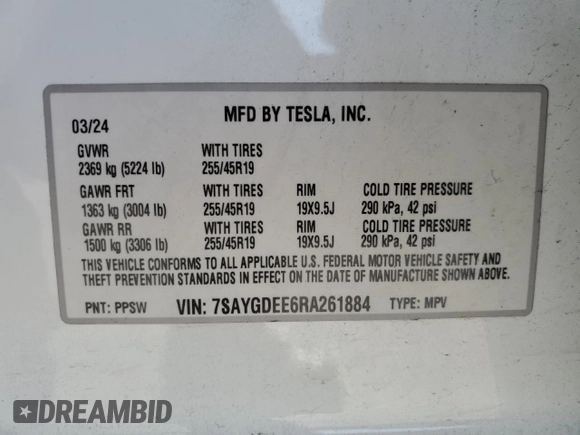 MFD BY TESLA, INC.
03/24
GVWR WITH TIRES
2369 kg (5224 lb) 255/45R19
GAWR FRT WITH TIRES RIM COLD TIRE PRESSURE
1363 kg (3004 lb) 255/45R19 19X9.5J 290 kPa, 42 psi
GAWR RR WITH TIRES RIM COLD TIRE PRESSURE
1500 kg (3306 lb) 255/45R19 19X9.5J 290 kPa, 42 psi
THIS VEHICLE CONFORMS TO ALL APPLICABLE U.S. FEDERAL MOTOR VEHICLE SAFETY AND
THEFT PREVENTION STANDARDS IN EFFECT ON THE DATE OF MANUFACTURE SHOWN ABOVE.
PNT: PPSW VIN: 7SAYGDEE6RA261884 TYPE: MPV
DREAMBID